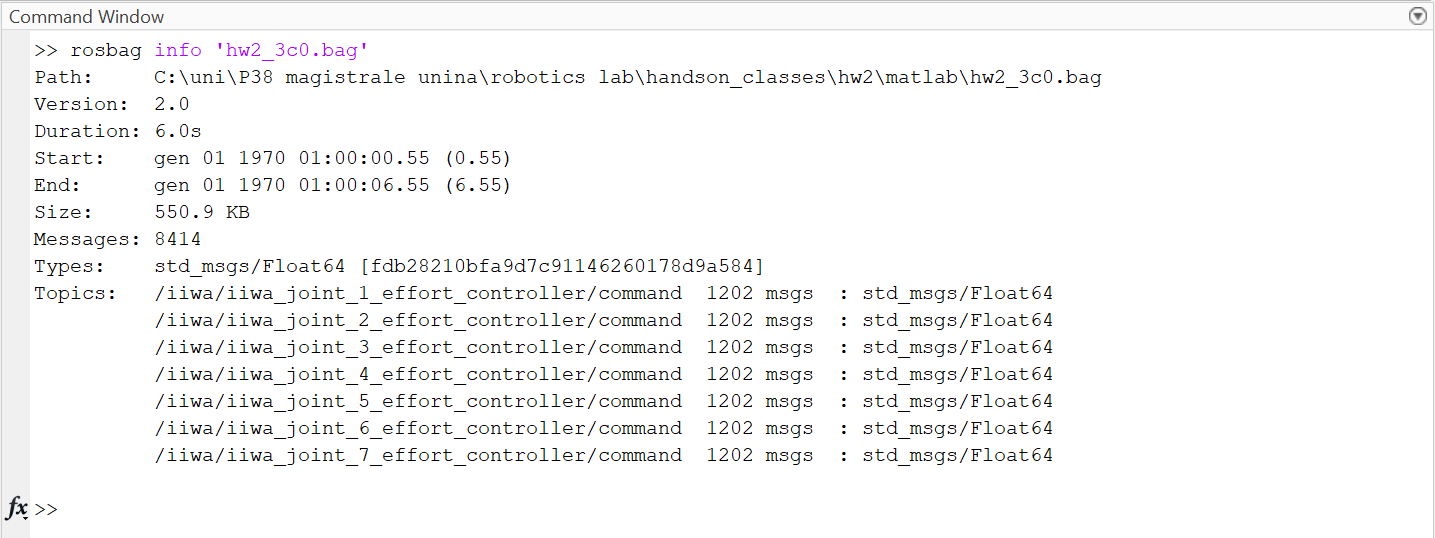 Command Window
>> rosbag info 'hw2_3c0.bag'
Path:     C:\uni\P38 magistrale unina\robotics lab\handson_classes\hw2\matlab\hw2_3c0.bag
Version:  2.0
Duration: 6.0s
Start:    gen 01 1970 01:00:00.55 (0.55)
End:      gen 01 1970 01:00:06.55 (6.55)
Size:     550.9 KB
Messages: 8414
Types:    std_msgs/Float64 [fdb28210bfa9d7c91146260178d9a584]
Topics:   /iiwa/iiwa_joint_1_effort_controller/command  1202 msgs  : std_msgs/Float64
          /iiwa/iiwa_joint_2_effort_controller/command  1202 msgs  : std_msgs/Float64
          /iiwa/iiwa_joint_3_effort_controller/command  1202 msgs  : std_msgs/Float64
          /iiwa/iiwa_joint_4_effort_controller/command  1202 msgs  : std_msgs/Float64
          /iiwa/iiwa_joint_5_effort_controller/command  1202 msgs  : std_msgs/Float64
          /iiwa/iiwa_joint_6_effort_controller/command  1202 msgs  : std_msgs/Float64
          /iiwa/iiwa_joint_7_effort_controller/command  1202 msgs  : std_msgs/Float64
fx >>